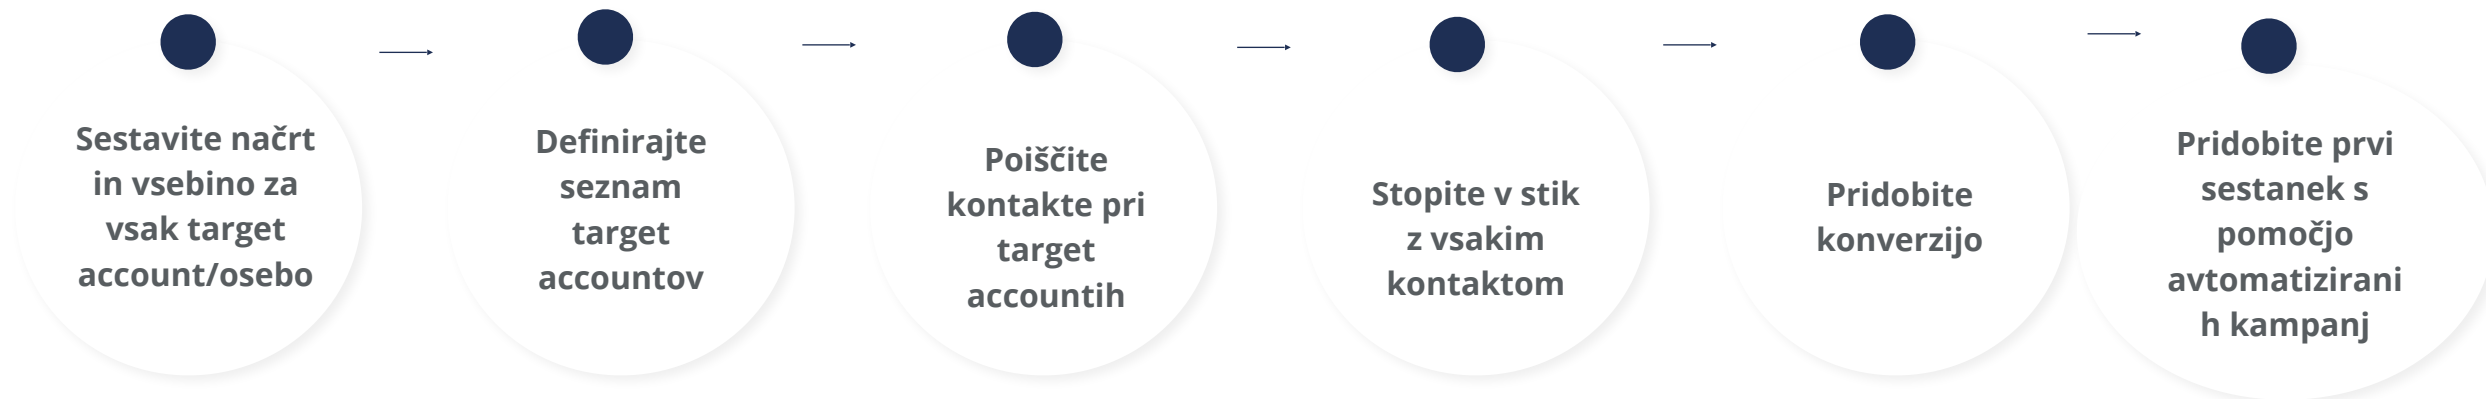 Sestavite načrt
in vsebino za
vsak target
account/osebo
Definirajte
seznam
target
accountov
Poiščite
kontakte pri
target
accountih
Stopite v stik
z vsakim
kontaktom
Pridobite
konverzijo
Pridobite prvi
sestanek s
pomočjo
avtomatizirani
h kampanj